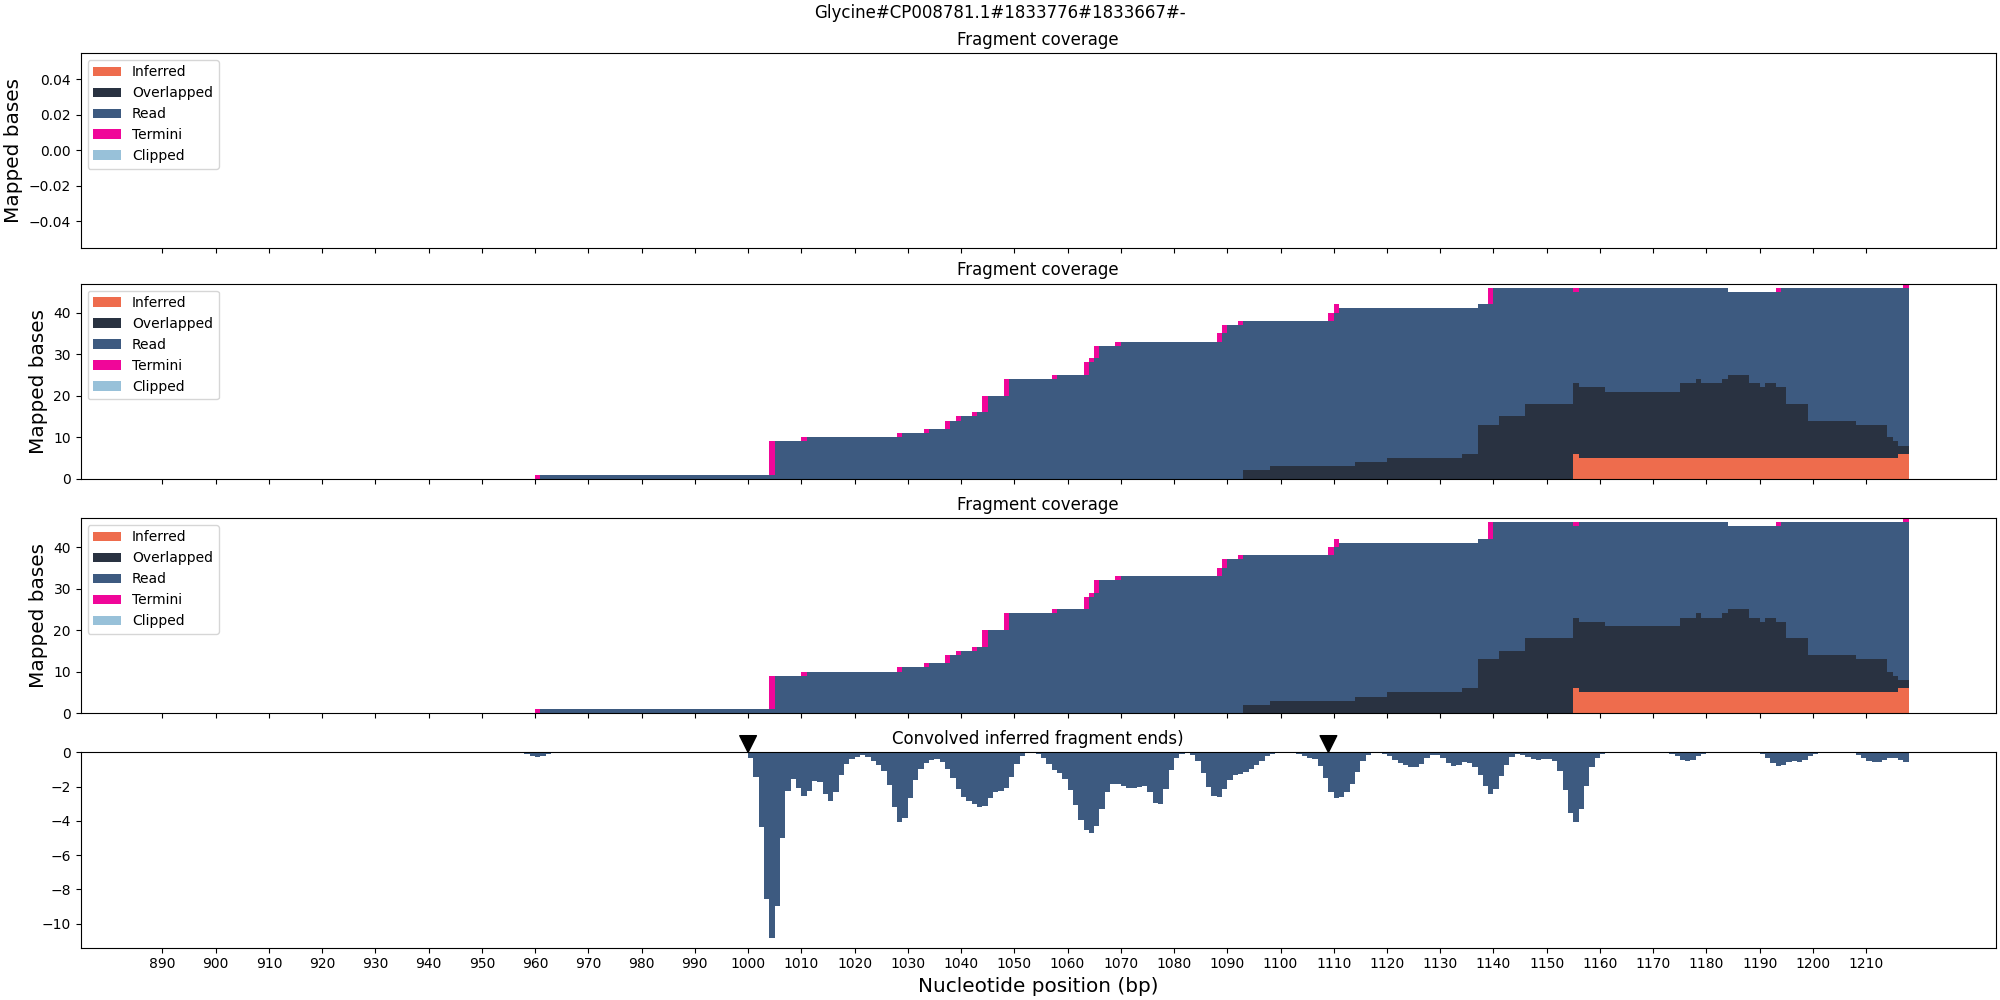 Glycine#CP008781.1#1833776#1833667#-
Fragment coverage
Mapped bases
0.04
0.02
0.00
−0.02
−0.04
Inferred
Overlapped
Read
Termini
Clipped
Fragment coverage
Mapped bases
40
30
20
10
0
Inferred
Overlapped
Read
Termini
Clipped
Fragment coverage
Mapped bases
40
30
20
10
0
Inferred
Overlapped
Read
Termini
Clipped
Convolved inferred fragment ends)
0
−2
−4
−6
−8
−10
890 900 910 920 930 940 950 960 970 980 990 1000 1010 1020 1030 1040 1050 1060 1070 1080 1090 1100 1110 1120 1130 1140 1150 1160 1170 1180 1190 1200 1210
Nucleotide position (bp)